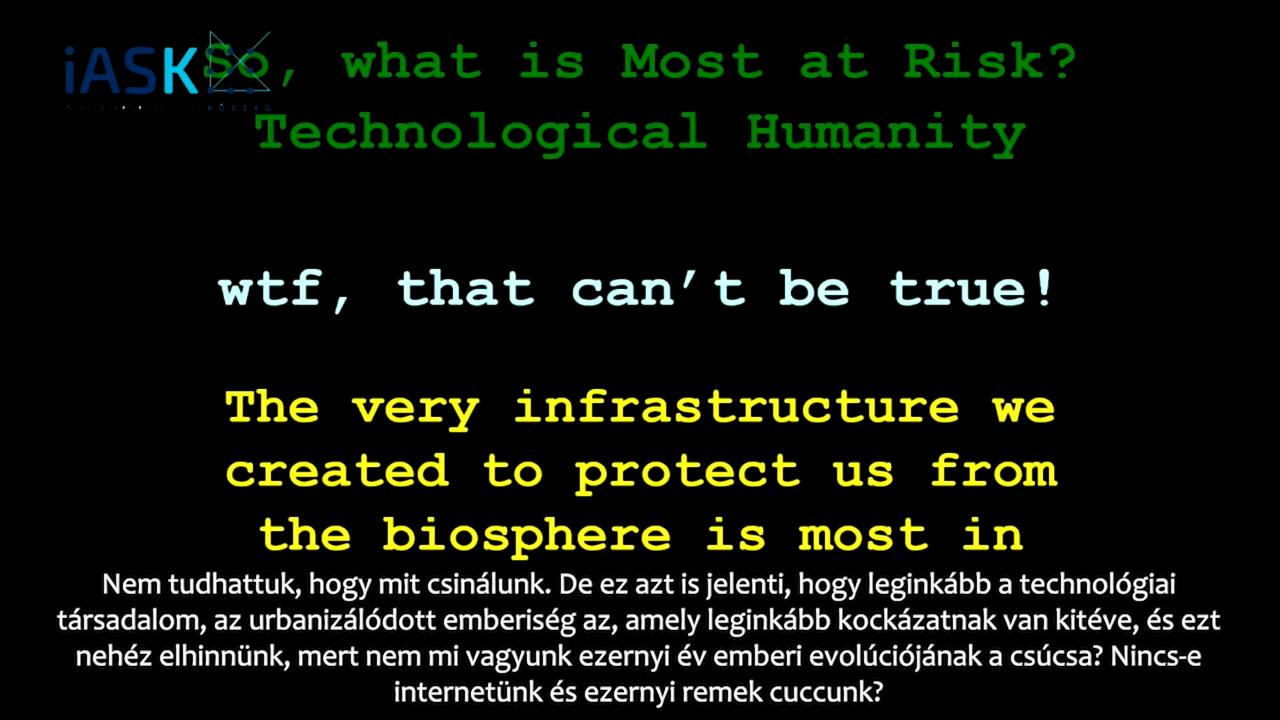 iASK
So, what is Most at Risk?
KŐSZEG
Technological Humanity
wtf, that can’t be true!
The very infrastructure we
created to protect us from
the biosphere is most in
Nem tudhattuk, hogy mit csinálunk. De ez azt is jelenti, hogy leginkább a technológiai
társadalom, az urbanizálódott emberiség az, amely leginkább kockázatnak van kitéve, és ezt
nehéz elhinnünk, mert nem mi vagyunk ezernyi év emberi evolúciójának a csúcsa? Nincs-e
internetünk és ezernyi remek cuccunk?